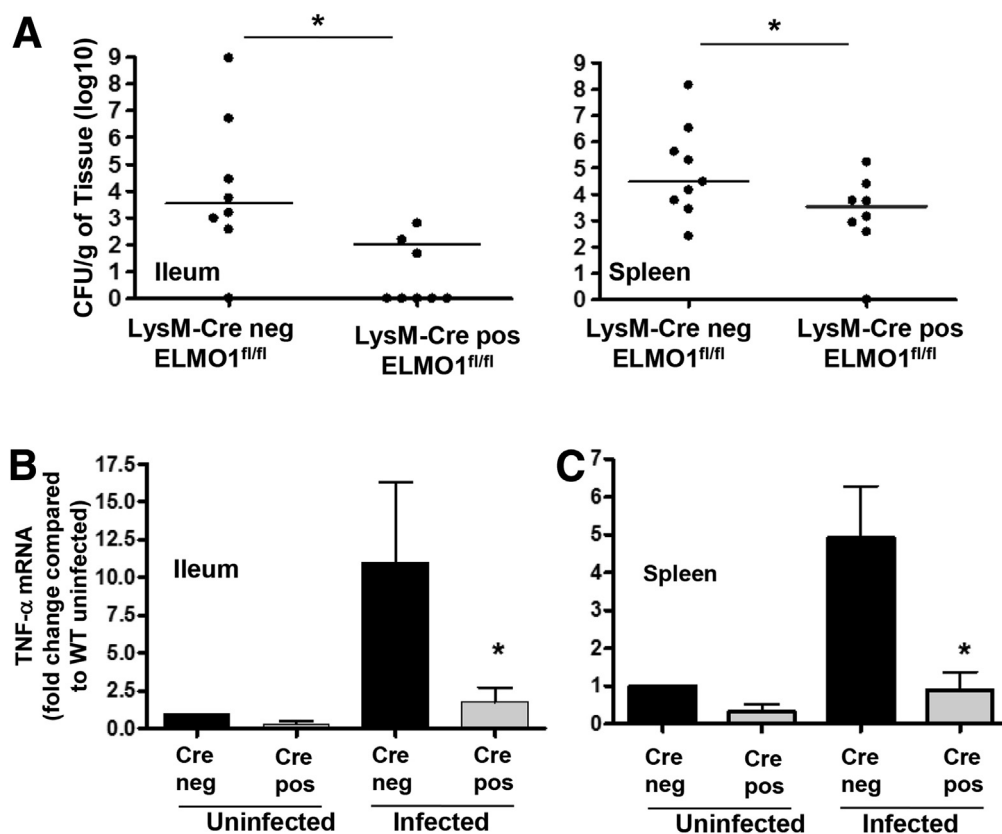 A
*
*
CFU/g of Tissue (log10)
9
8
7
6
5
4
3
2
1
0
Ileum
LysM-Cre neg
ELMO1fl/fl
LysM-Cre pos
ELMO1fl/fl
9
8
7
6
5
4
3
2
1
0
Spleen
LysM-Cre neg
ELMO1fl/fl
LysM-Cre pos
ELMO1fl/fl
B
TNF-α mRNA
(fold change compared
to WT uninfected)
17.5
15.0
12.5
10.0
7.5
5.0
2.5
0.0
Ileum
*
Cre neg
Cre pos
Cre neg
Cre pos
Uninfected
Infected
C
7
6
5
4
3
2
1
0
Spleen
*
Cre neg
Cre pos
Cre neg
Cre pos
Uninfected
Infected